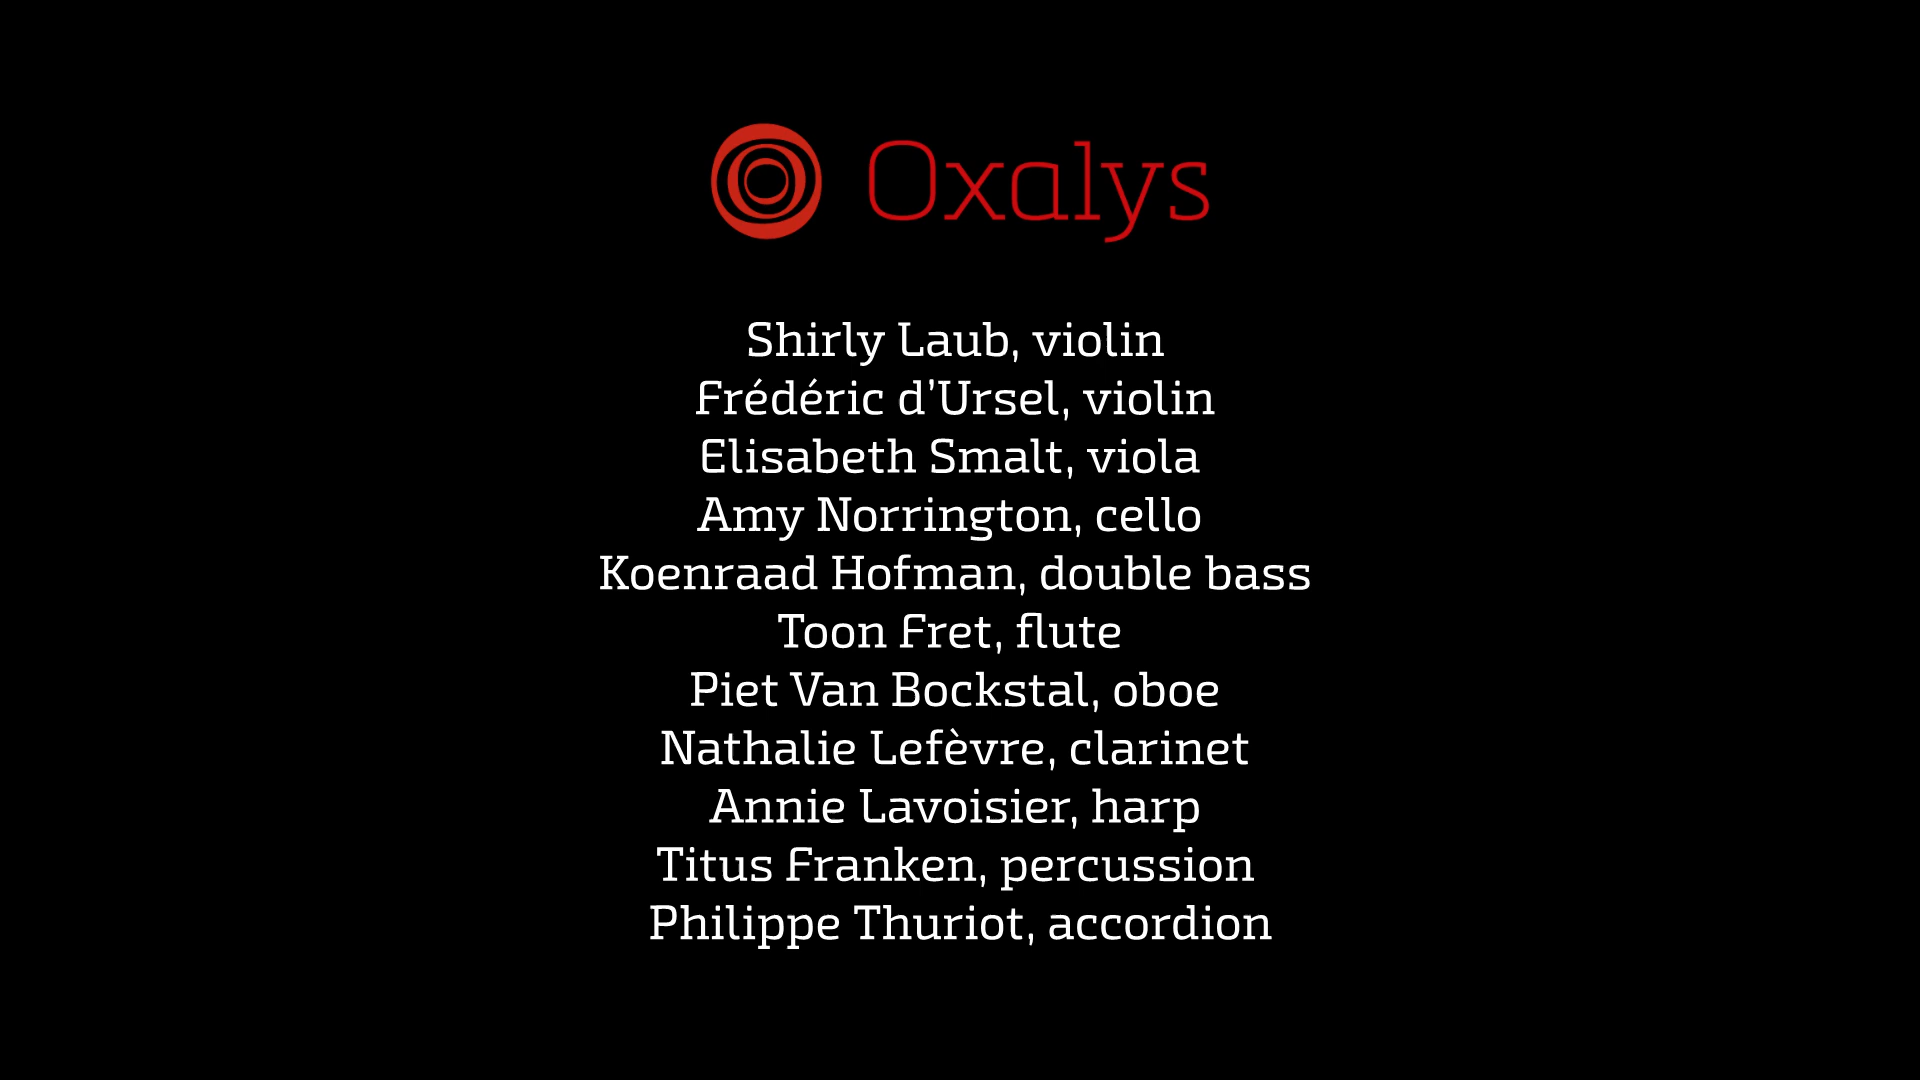 Oxalys
Shirly Laub, violin
Frédéric d'Ursel, violin
Elisabeth Smalt, viola
Amy Norrington, cello
Koenraad Hofman, double bass
Toon Fret, flute
Piet Van Bockstal, oboe
Nathalie Lefèvre, clarinet
Annie Lavoisier, harp
Titus Franken, percussion
Philippe Thuriot, accordion